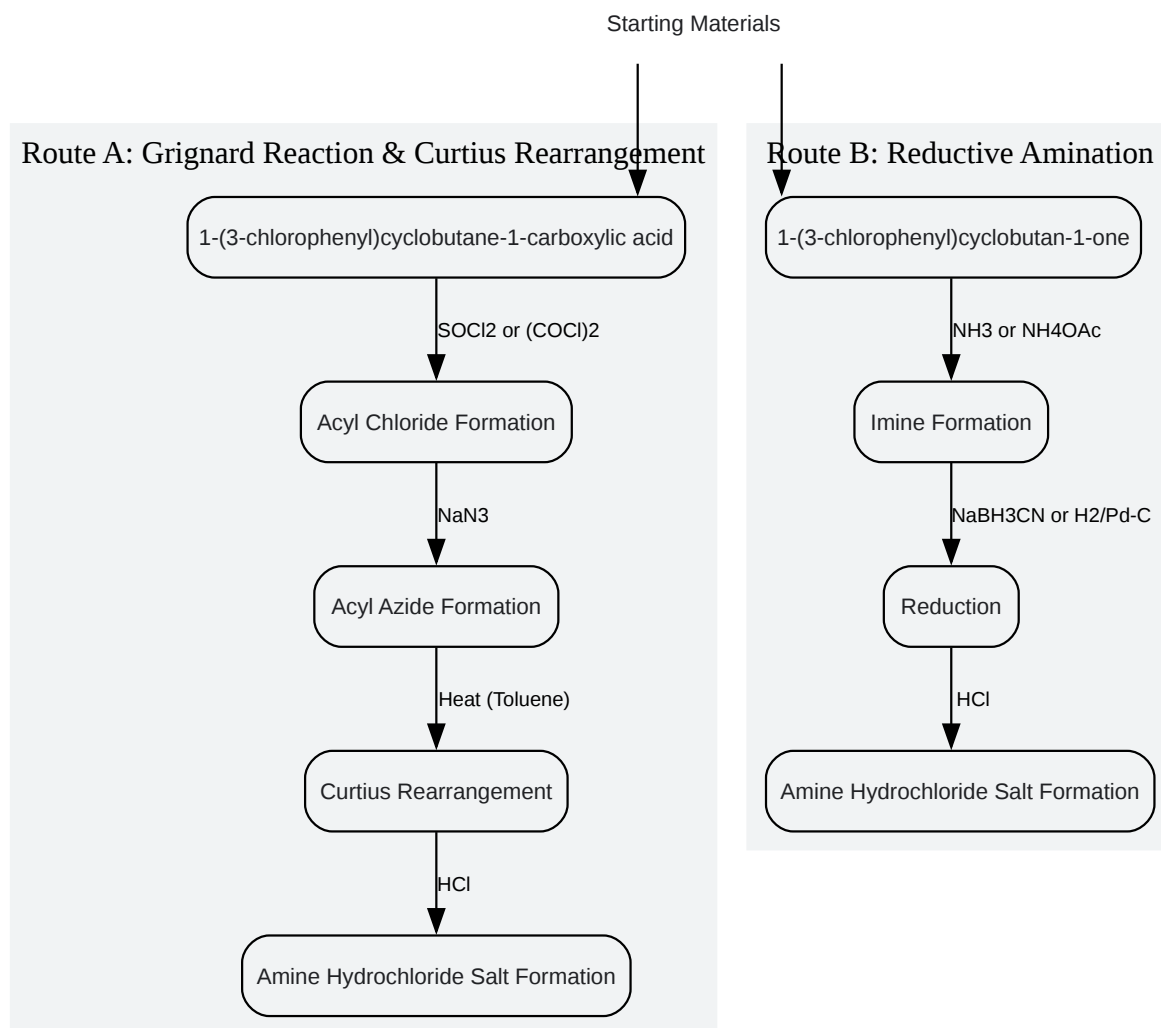 Starting Materials
Route A: Grignard Reaction & Curtius Rearrangement
1-(3-chlorophenyl)cyclobutane-1-carboxylic acid
SOCl2 or (COCl)2
Acyl Chloride Formation
NaN3
Acyl Azide Formation
Heat (Toluene)
Curtius Rearrangement
HCl
Amine Hydrochloride Salt Formation
Route B: Reductive Amination
1-(3-chlorophenyl)cyclobutan-1-one
NH3 or NH4OAc
Imine Formation
NaBH3CN or H2/Pd-C
Reduction
HCl
Amine Hydrochloride Salt Formation